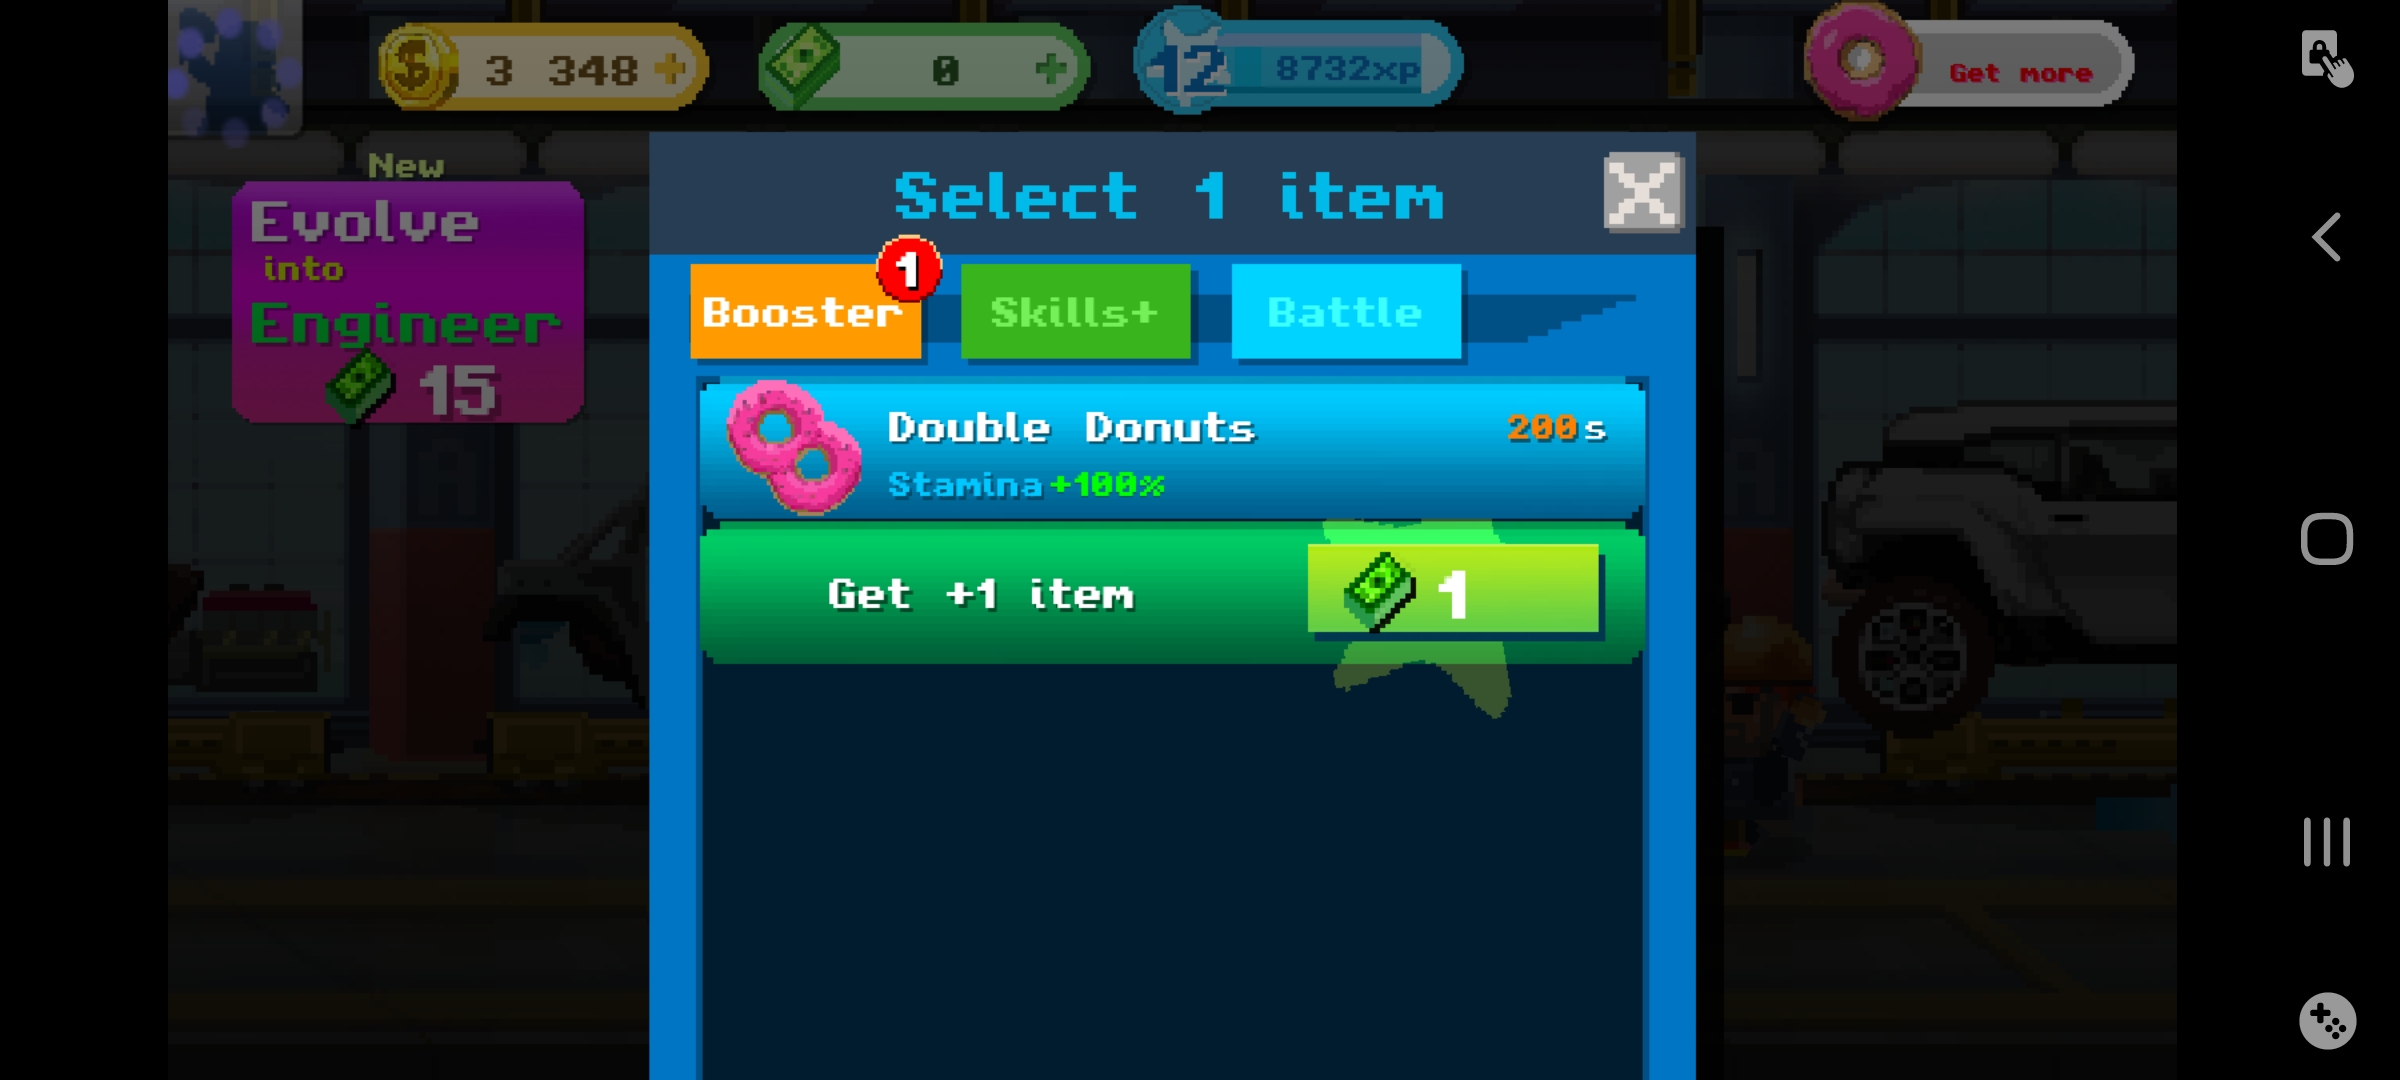 3 348 +
0 +
12 8732xp
Get more
New
Evolve
into
Engineer
15
Select 1 item
Booster 1
Skills+
Battle
Double Donuts 200s
Stamina +100%
Get +1 item 1